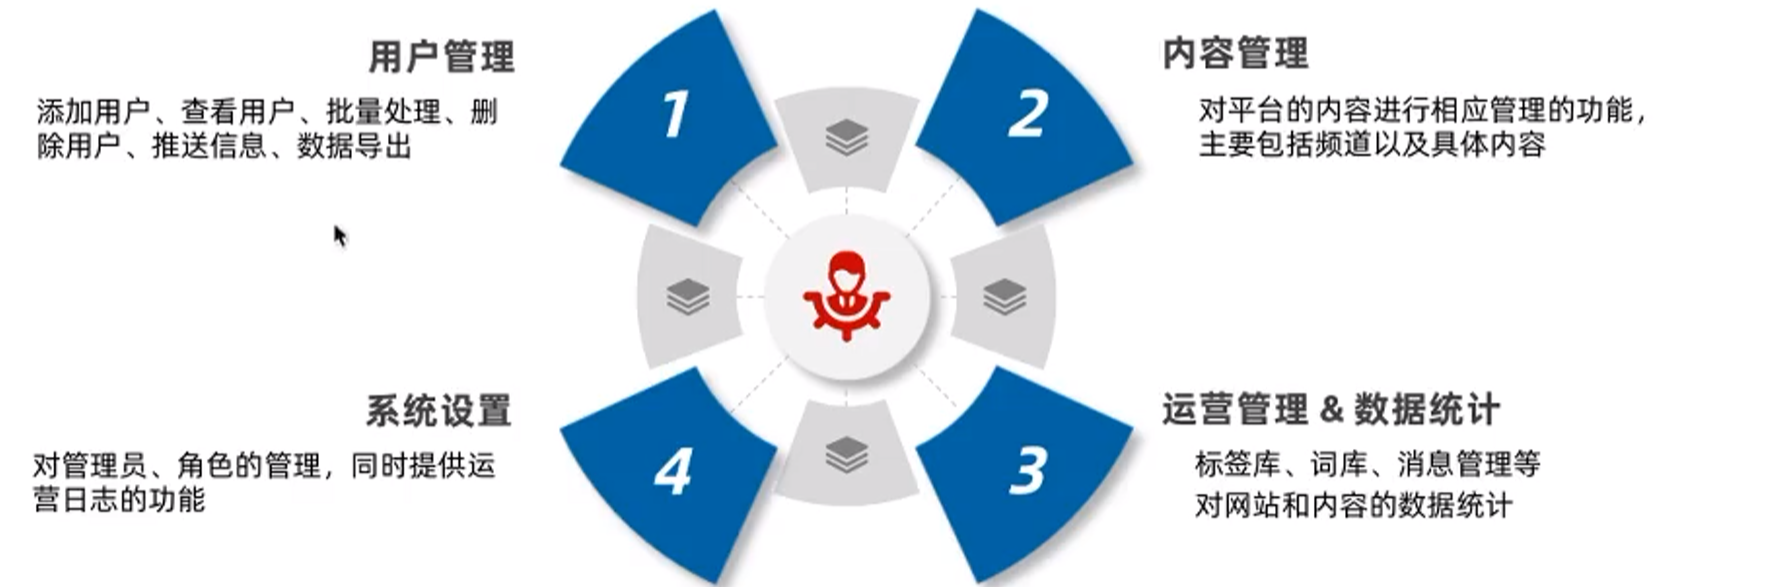 用户管理
添加用户、查看用户、批量处理、删
除用户、推送信息、数据导出
1
2
内容管理
对平台的内容进行相应管理的功能，
主要包括频道以及具体内容
系统设置
对管理员、角色的管理，同时提供运
营日志的功能
4
3
运营管理 & 数据统计
标签库、词库、消息管理等
对网站和内容的数据统计